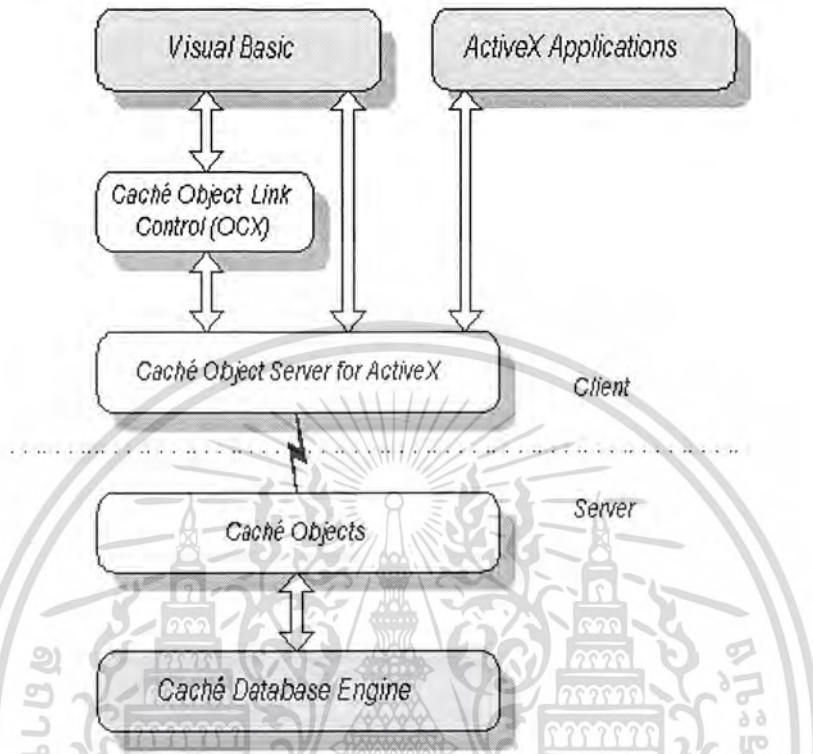 Visual Basic
ActiveX Applications
Caché Object Link
Control (OCX)
Caché Object Server for ActiveX
Client
Server
Caché Objects
Caché Database Engine